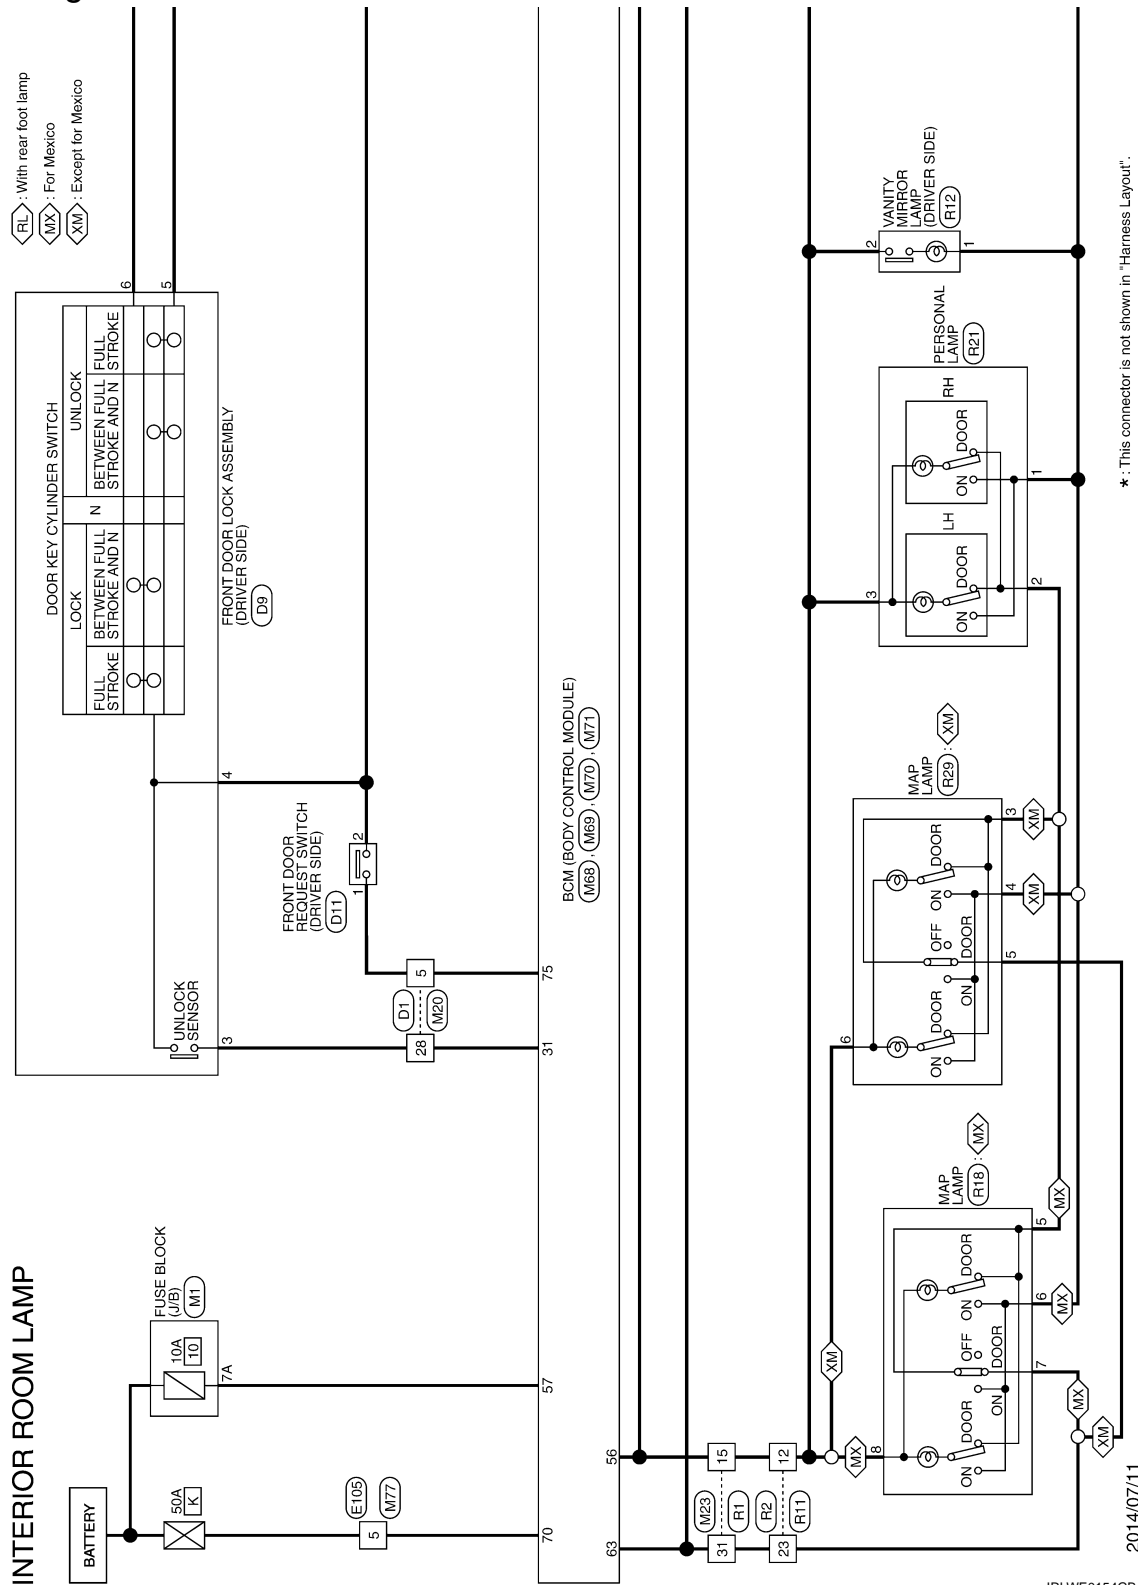 INTERIOR ROOM LAMP
RL : With rear foot lamp
MX : For Mexico
XM : Except for Mexico
BATTERY
50A
K
5
E105
M77
70
FUSE BLOCK
(J/B)
M1
10A
10
7A
57
DOOR KEY CYLINDER SWITCH
LOCK
N
UNLOCK
FULL
STROKE
BETWEEN FULL
STROKE AND N
BETWEEN FULL
STROKE AND N
FULL
STROKE
6
5
UNLOCK
SENSOR
3
4
FRONT DOOR LOCK ASSEMBLY
(DRIVER SIDE)
D9
FRONT DOOR
REQUEST SWITCH
(DRIVER SIDE)
D11
1
2
28
5
D1
M20
31
75
BCM (BODY CONTROL MODULE)
M68 , M69 , M70 , M71
63
56
31
15
M23
R1
23
12
R2
R11
MX
XM
8
MAP
LAMP
R18 : MX
ON
DOOR
ON
DOOR
OFF
ON
DOOR
7
6
5
MX
MX
MX
XM
6
MAP
LAMP
R29 : XM
ON
DOOR
ON
DOOR
OFF
ON
DOOR
5
4
3
XM
XM
PERSONAL
LAMP
R21
3
LH
RH
ON
DOOR
ON
DOOR
2
1
VANITY
MIRROR
LAMP
(DRIVER SIDE)
R12
2
1
* : This connector is not shown in "Harness Layout".
2014/07/11